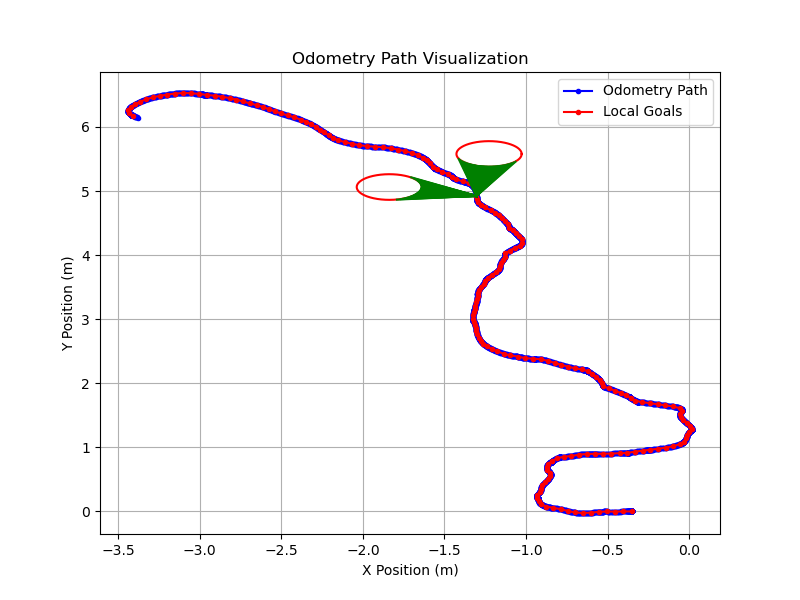 Odometry Path Visualization
Odometry Path
Local Goals
Y Position (m)
6
5
4
3
2
1
0
−3.5 −3.0 −2.5 −2.0 −1.5 −1.0 −0.5 0.0
X Position (m)